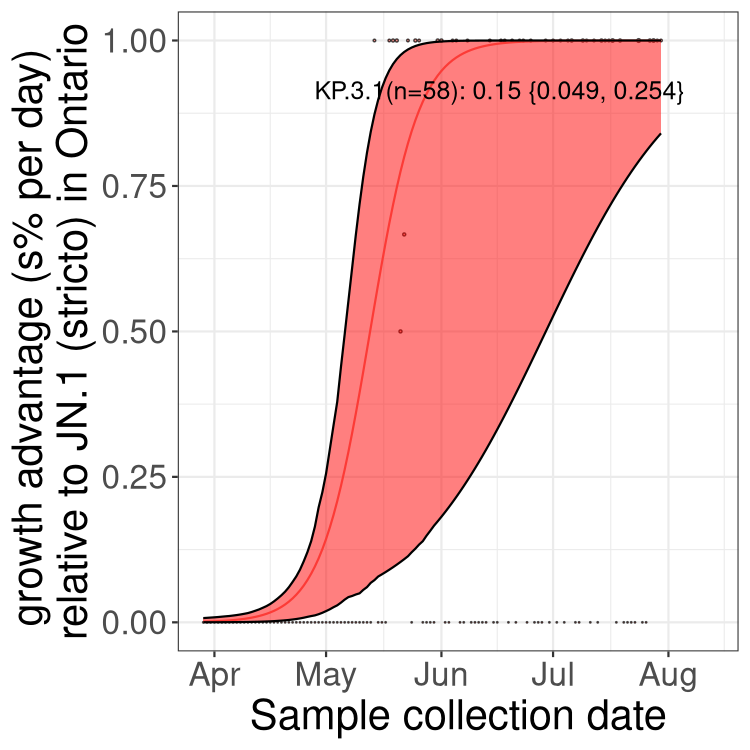 growth advantage (s% per day)
relative to JN.1 (stricto) in Ontario
1.00
0.75
0.50
0.25
0.00
KP.3.1(n=58): 0.15 {0.049, 0.254}
Apr May Jun Jul Aug
Sample collection date